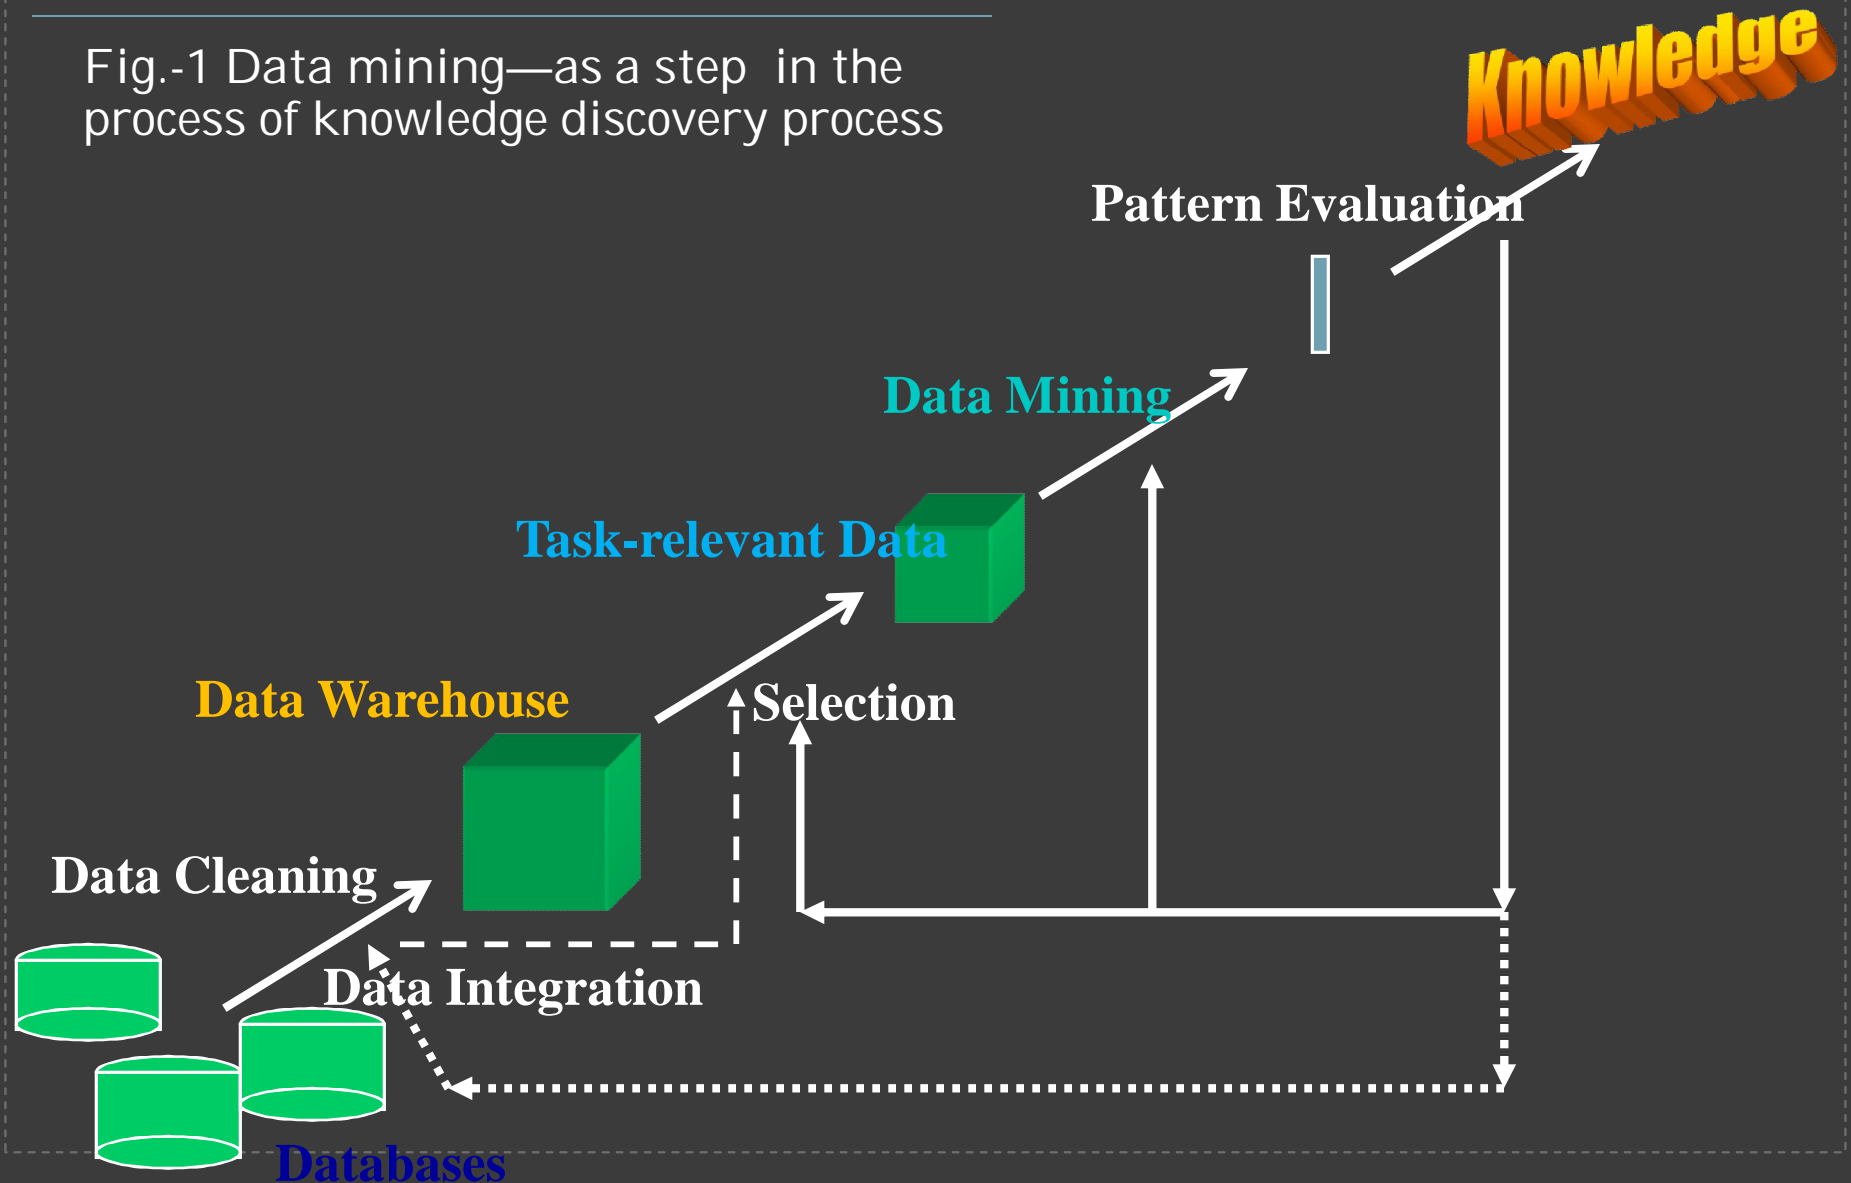 Fig.-1 Data mining—as a step in the
process of knowledge discovery process
Knowledge
Pattern Evaluation
Data Mining
Task-relevant Data
Data Warehouse
Selection
Data Cleaning
Data Integration
Databases